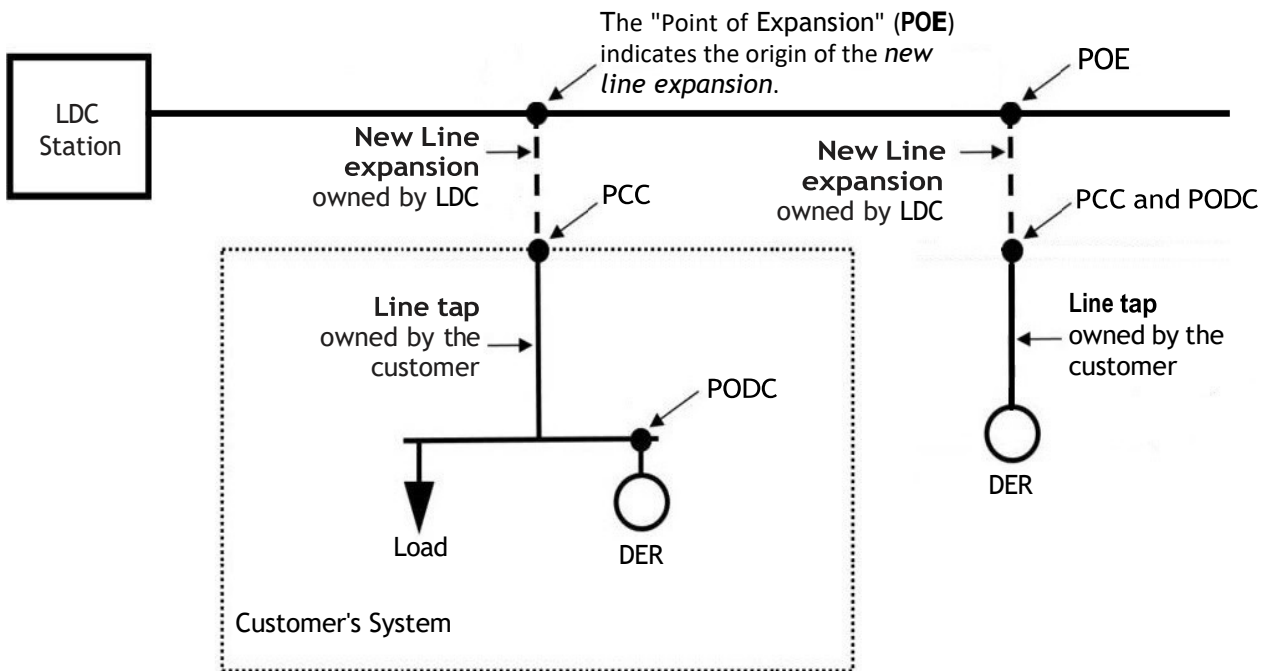 The "Point of Expansion" (POE)
indicates the origin of the new
line expansion.
POE
LDC
Station
New Line
expansion
owned by LDC
New Line
expansion
owned by LDC
PCC
PCC and PODC
Line tap
owned by the
customer
Line tap
owned by the
customer
PODC
Load
DER
DER
Customer's System